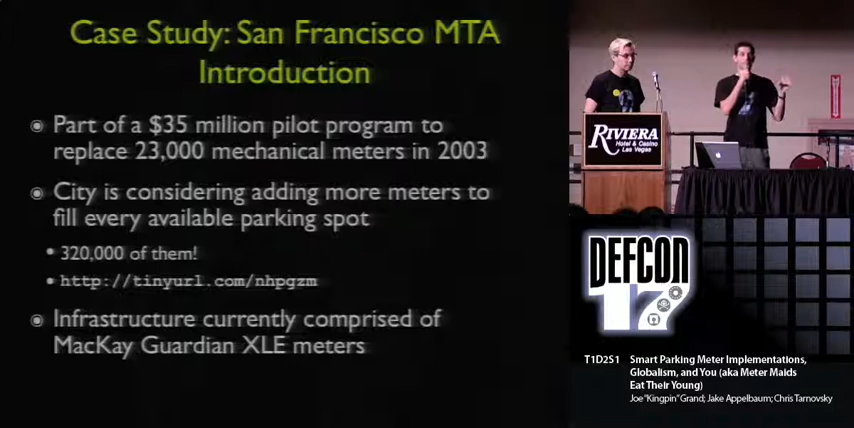 Case Study: San Francisco MTA
Introduction
Part of a $35 million pilot program to
replace 23,000 mechanical meters in 2003
City is considering adding more meters to
fill every available parking spot
320,000 of them!
http://tinyurl.com/nhpgzm
Infrastructure currently comprised of
MacKay Guardian XLE meters
RIVIERA
Hotel & Casino
Las Vegas
DEFCON
17
T1D2S1 Smart Parking Meter Implementations,
Globalism, and You (aka Meter Maids
Eat Their Young)
Joe "Kingpin" Grand; Jake Appelbaum; Chris Tarnovsky